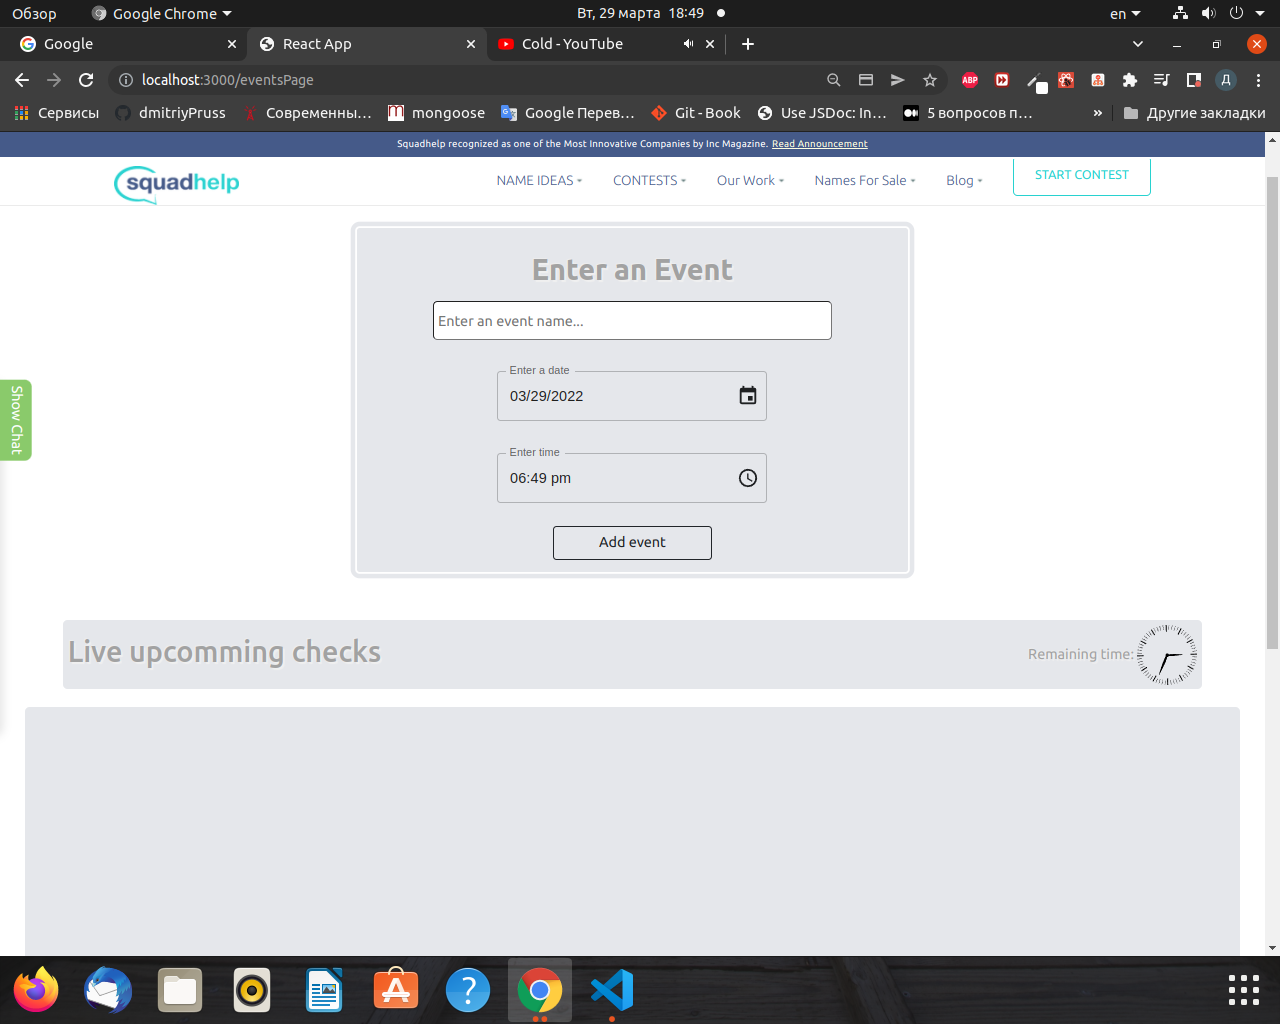 Обзор
Google Chrome
Вт, 29 марта 18:49
en
Google
React App
Cold - YouTube
localhost:3000/eventsPage
ABP
Д
Сервисы
dmitriyPruss
Современны…
mongoose
Google Перев…
Git - Book
Use JSDoc: In…
5 вопросов п…
»
Другие закладки
Squadhelp recognized as one of the Most Innovative Companies by Inc Magazine. Read Announcement
squadhelp
NAME IDEAS
CONTESTS
Our Work
Names For Sale
Blog
START CONTEST
Enter an Event
Enter an event name...
Enter a date
03/29/2022
Enter time
06:49 pm
Add event
Show Chat
Live upcomming checks
Remaining time: